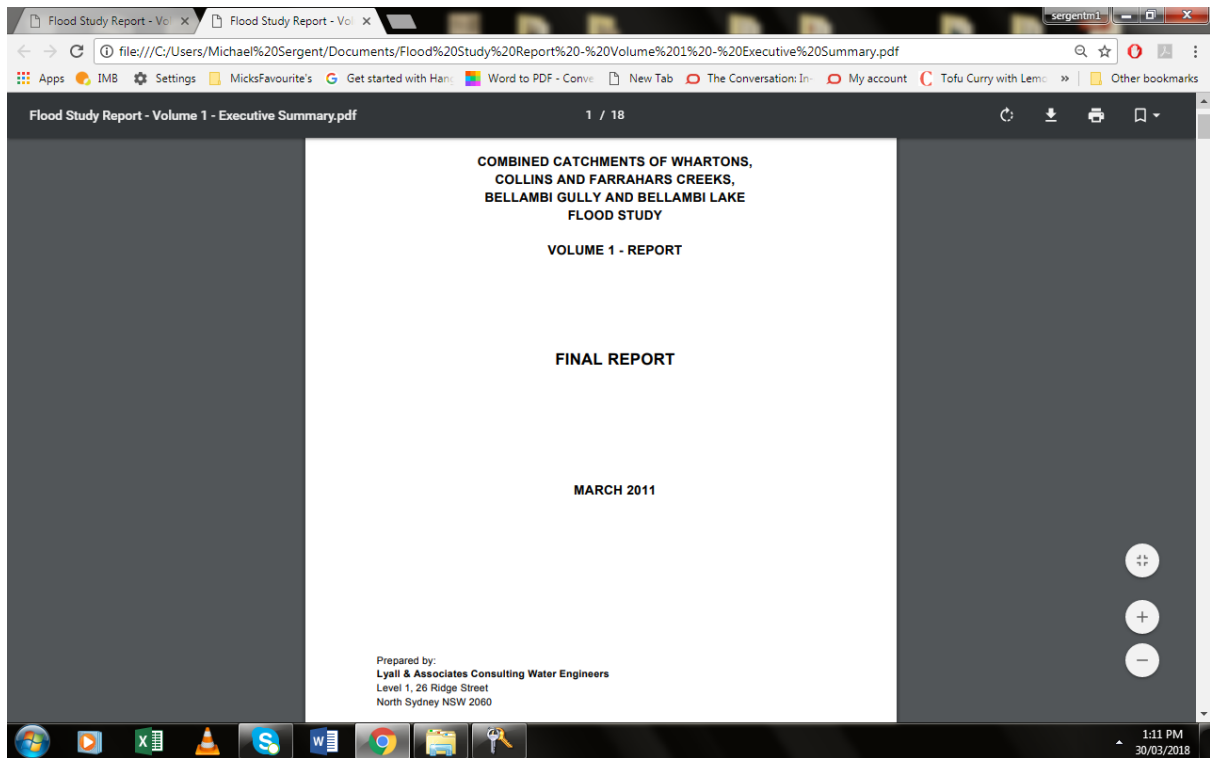 Flood Study Report - Vol
Flood Study Report - Vol
sergentm1
file:///C:/Users/Michael%20Sergent/Documents/Flood%20Study%20Report%20-%20Volume%201%20-%20Executive%20Summary.pdf
Apps IMB Settings MicksFavourite's Get started with Hang Word to PDF - Conve New Tab The Conversation: In- My account Tofu Curry with Lemo » Other bookmarks
Flood Study Report - Volume 1 - Executive Summary.pdf 1 / 18
COMBINED CATCHMENTS OF WHARTONS,
COLLINS AND FARRAHARS CREEKS,
BELLAMBI GULLY AND BELLAMBI LAKE
FLOOD STUDY
VOLUME 1 - REPORT
FINAL REPORT
MARCH 2011
Prepared by:
Lyall & Associates Consulting Water Engineers
Level 1, 26 Ridge Street
North Sydney NSW 2060
1:11 PM
30/03/2018